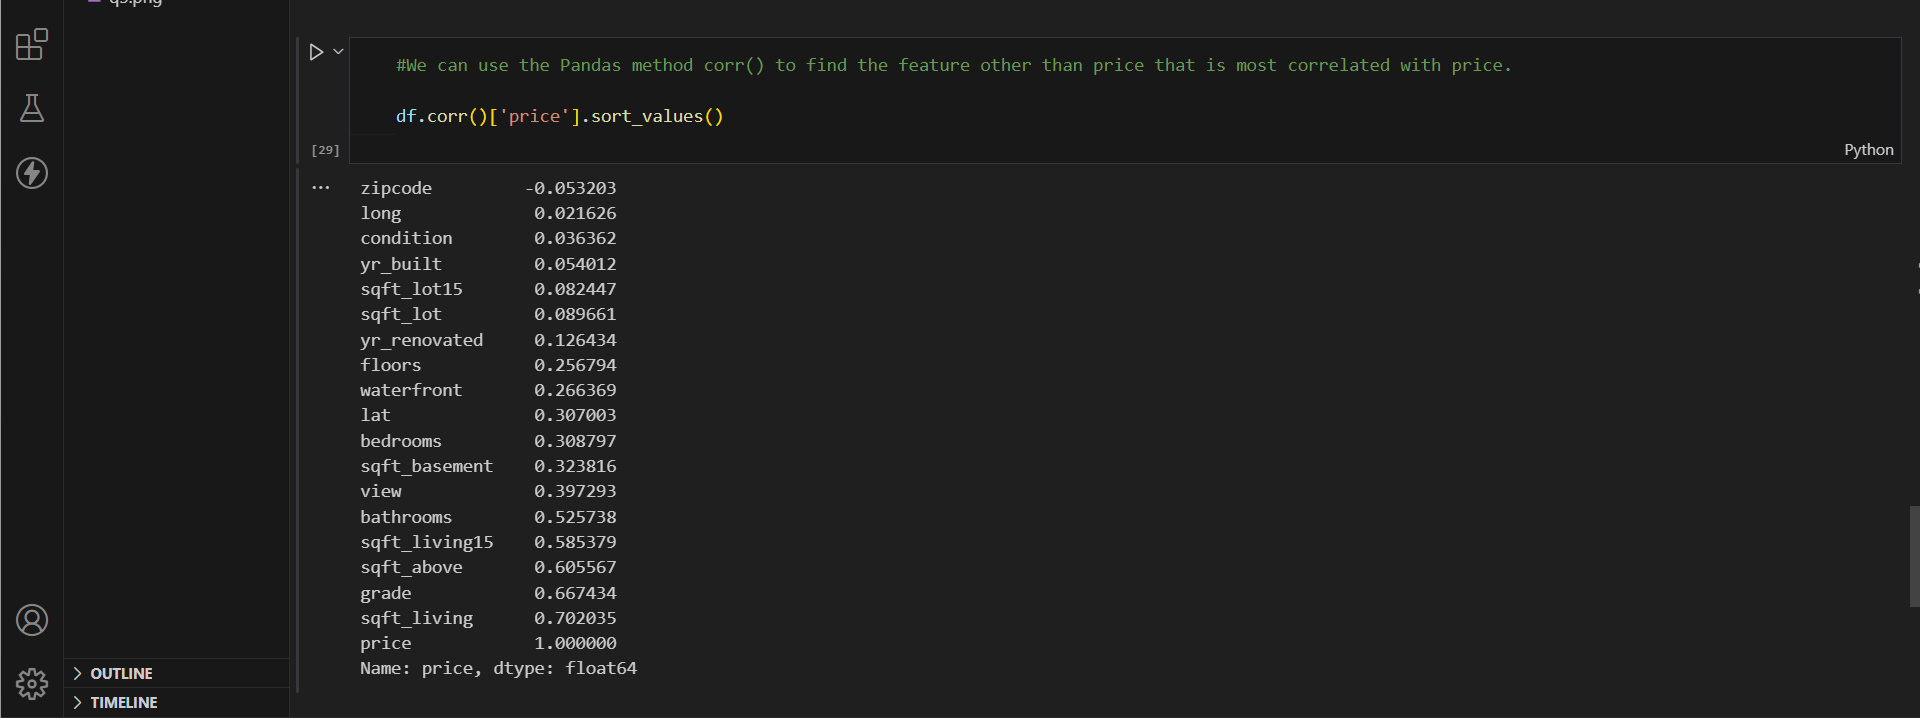 q5.png
#We can use the Pandas method corr() to find the feature other than price that is most correlated with price.
df.corr()['price'].sort_values()
[29]
Python
...
zipcode -0.053203
long 0.021626
condition 0.036362
yr_built 0.054012
sqft_lot15 0.082447
sqft_lot 0.089661
yr_renovated 0.126434
floors 0.256794
waterfront 0.266369
lat 0.307003
bedrooms 0.308797
sqft_basement 0.323816
view 0.397293
bathrooms 0.525738
sqft_living15 0.585379
sqft_above 0.605567
grade 0.667434
sqft_living 0.702035
price 1.000000
Name: price, dtype: float64
OUTLINE
TIMELINE